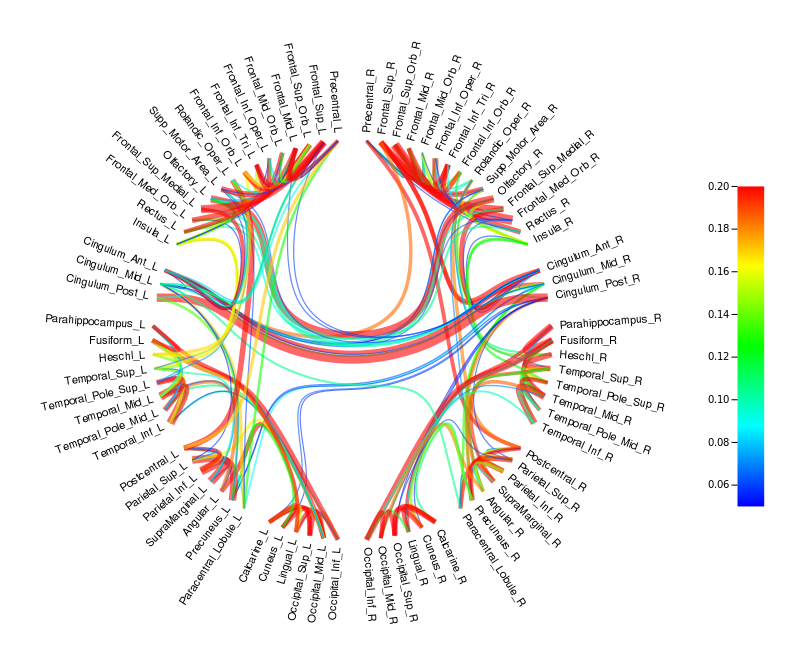 Precentral_L
Frontal_Sup_L
Frontal_Sup_Orb_L
Frontal_Mid_L
Frontal_Mid_Orb_L
Frontal_Inf_Oper_L
Frontal_Inf_Tri_L
Frontal_Inf_Orb_L
Rolandic_Oper_L
Supp_Motor_Area_L
Olfactory_L
Frontal_Sup_Medial_L
Frontal_Med_Orb_L
Rectus_L
Insula_L
Cingulum_Ant_L
Cingulum_Mid_L
Cingulum_Post_L
Parahippocampus_L
Fusiform_L
Heschl_L
Temporal_Sup_L
Temporal_Pole_Sup_L
Temporal_Mid_L
Temporal_Pole_Mid_L
Temporal_Inf_L
Postcentral_L
Parietal_Sup_L
Parietal_Inf_L
SupraMarginal_L
Angular_L
Precuneus_L
Paracentral_Lobule_L
Calcarine_L
Cuneus_L
Lingual_L
Occipital_Sup_L
Occipital_Mid_L
Occipital_Inf_L
Precentral_R
Frontal_Sup_R
Frontal_Sup_Orb_R
Frontal_Mid_R
Frontal_Mid_Orb_R
Frontal_Inf_Oper_R
Frontal_Inf_Tri_R
Frontal_Inf_Orb_R
Rolandic_Oper_R
Supp_Motor_Area_R
Olfactory_R
Frontal_Sup_Medial_R
Frontal_Med_Orb_R
Rectus_R
Insula_R
Cingulum_Ant_R
Cingulum_Mid_R
Cingulum_Post_R
Parahippocampus_R
Fusiform_R
Heschl_R
Temporal_Sup_R
Temporal_Pole_Sup_R
Temporal_Mid_R
Temporal_Pole_Mid_R
Temporal_Inf_R
Postcentral_R
Parietal_Sup_R
Parietal_Inf_R
SupraMarginal_R
Angular_R
Precuneus_R
Paracentral_Lobule_R
Calcarine_R
Cuneus_R
Lingual_R
Occipital_Sup_R
Occipital_Mid_R
Occipital_Inf_R
0.20
0.18
0.16
0.14
0.12
0.10
0.08
0.06